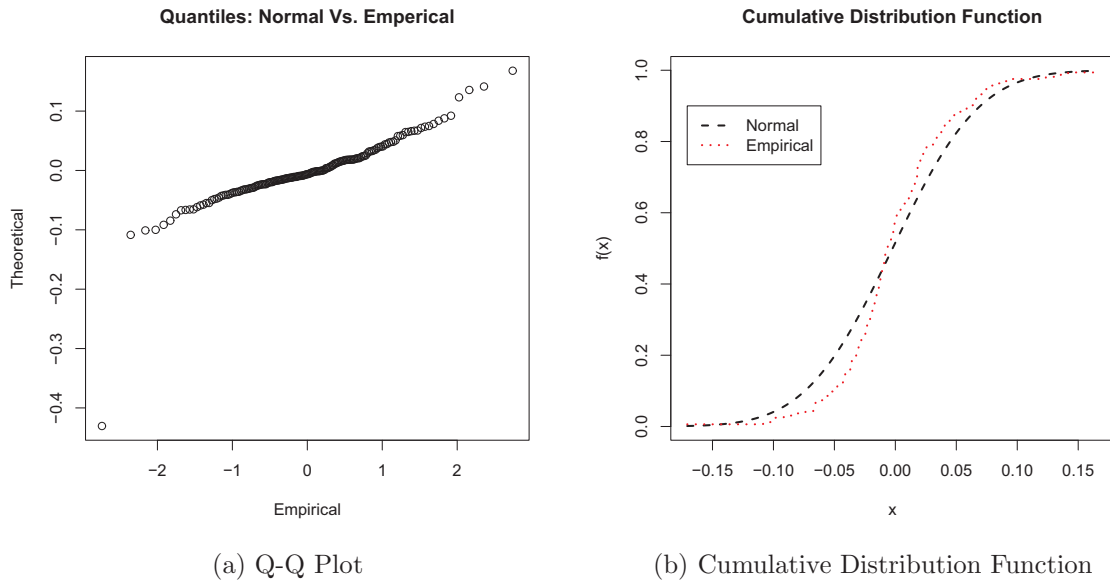 Quantiles: Normal Vs. Emperical
Theoretical
0.1
0.0
−0.1
−0.2
−0.3
−0.4
−2
−1
0
1
2
Empirical
(a) Q-Q Plot
Cumulative Distribution Function
f(x)
1.0
0.8
0.6
0.4
0.2
0.0
Normal
Empirical
−0.15
−0.10
−0.05
0.00
0.05
0.10
0.15
x
(b) Cumulative Distribution Function